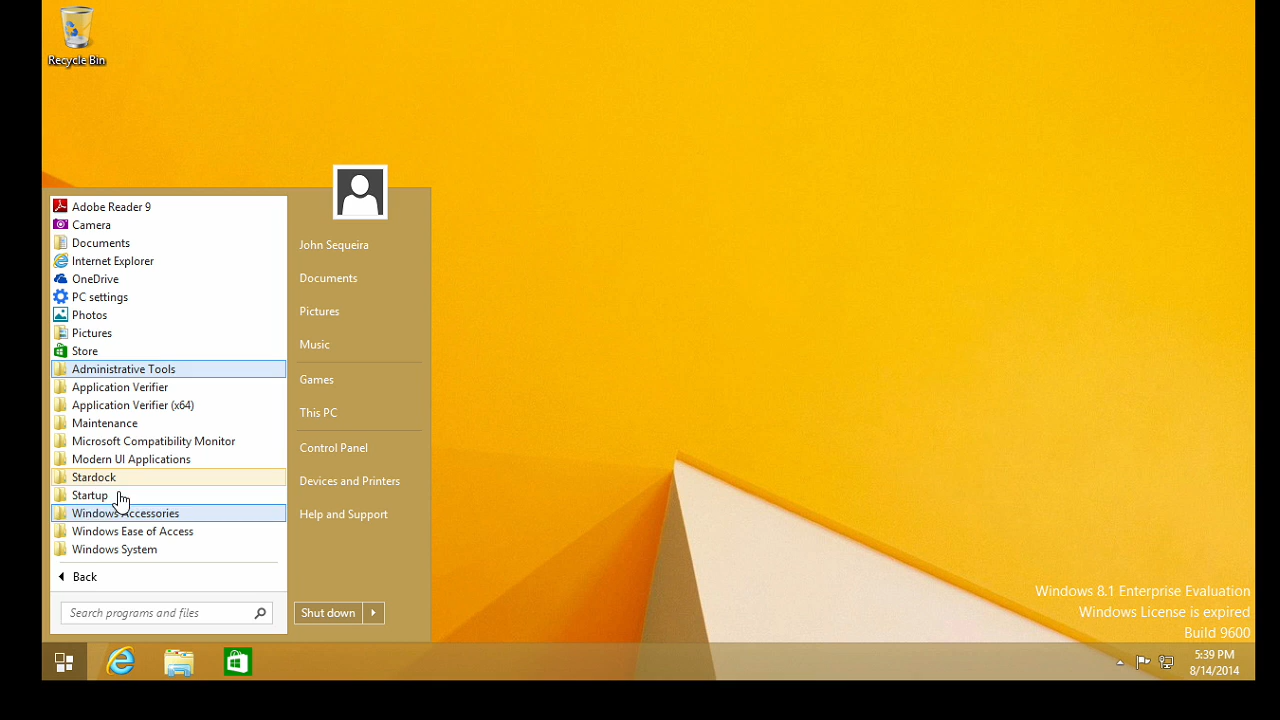 Recycle Bin
Adobe Reader 9
Camera
Documents
Internet Explorer
OneDrive
PC settings
Photos
Pictures
Store
Administrative Tools
Application Verifier
Application Verifier (x64)
Maintenance
Microsoft Compatibility Monitor
Modern UI Applications
Stardock
Startup
Windows Accessories
Windows Ease of Access
Windows System
Back
Search programs and files
John Sequeira
Documents
Pictures
Music
Games
This PC
Control Panel
Devices and Printers
Help and Support
Shut down
Windows 8.1 Enterprise Evaluation
Windows License is expired
Build 9600
5:39 PM
8/14/2014